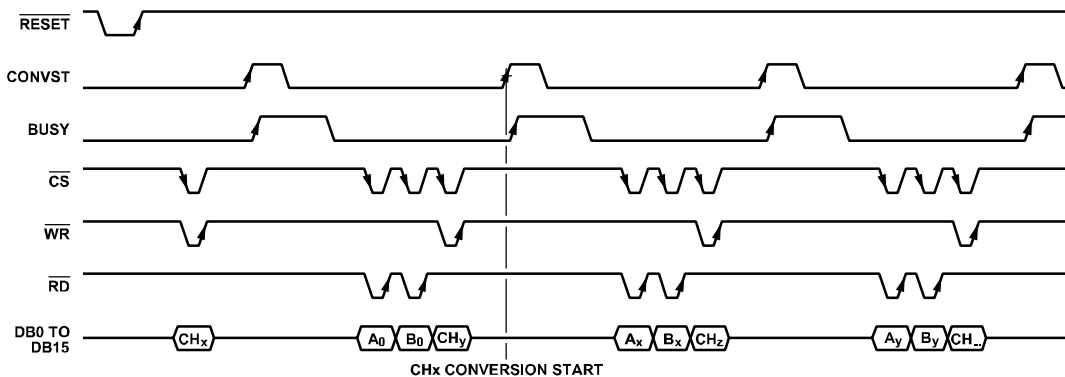 RESET
CONVST
BUSY
CS
WR
RD
DB0 TO
DB15
CHx A0 B0 CHy Ax Bx CHz Ay By CH...
CHx CONVERSION START